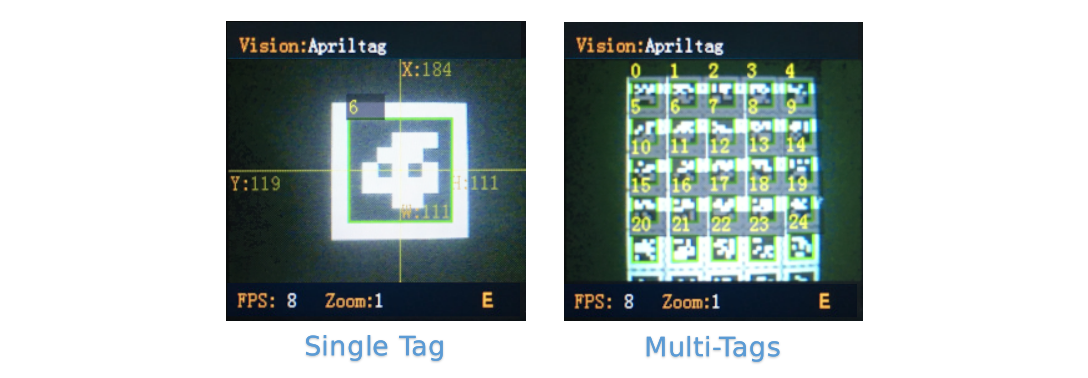 Vision:Apriltag
X:184
6
Y:119
H:111
W:111
FPS: 8 Zoom:1 E
Single Tag
Vision:Apriltag
0 1 2 3 4
5 6 7 8 9
10 11 12 13 14
15 16 17 18 19
20 21 22 23 24
FPS: 8 Zoom:1 E
Multi-Tags